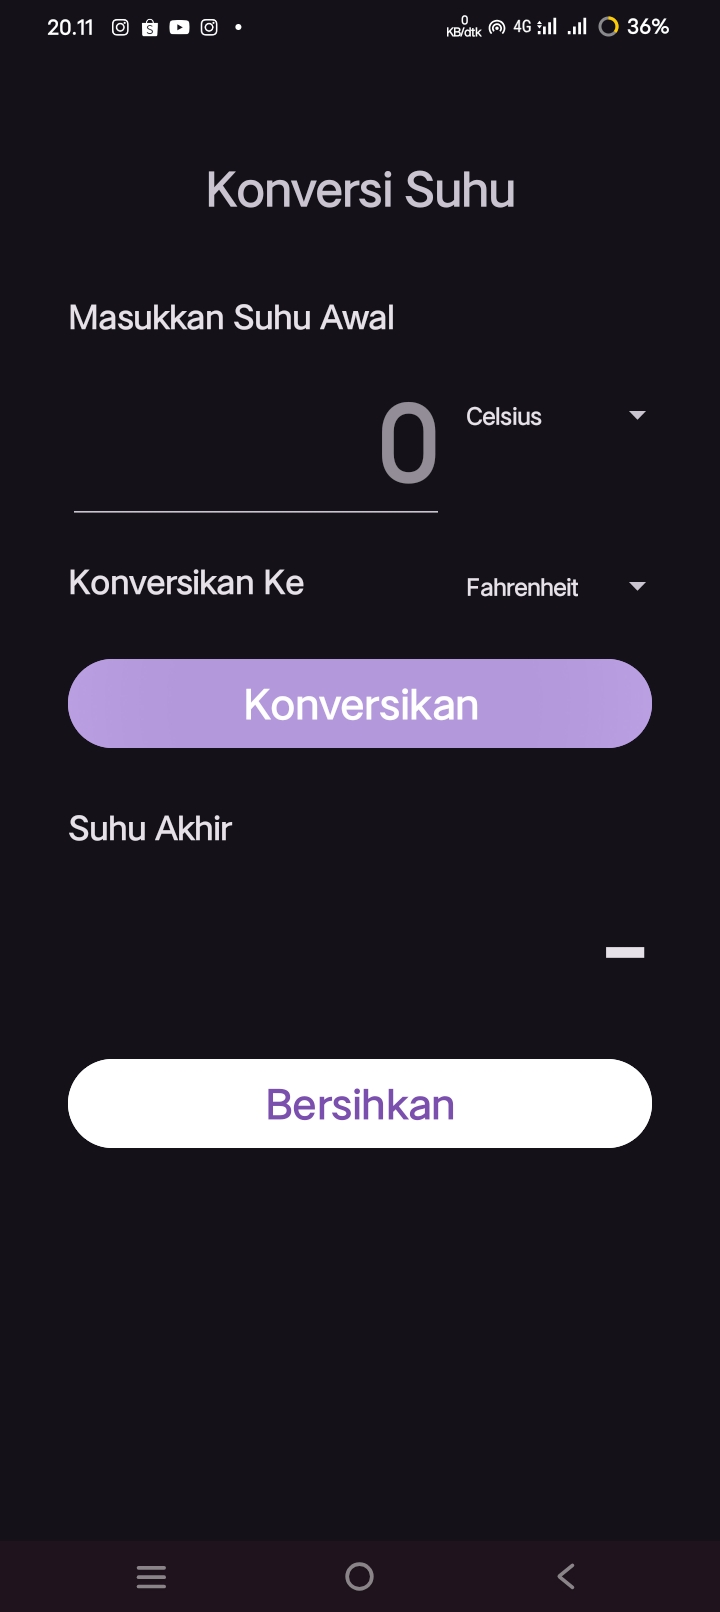 20.11 0 KB/dtk 4G 36%
Konversi Suhu
Masukkan Suhu Awal
0 Celsius
Konversikan Ke Fahrenheit
Konversikan
Suhu Akhir
-
Bersihkan